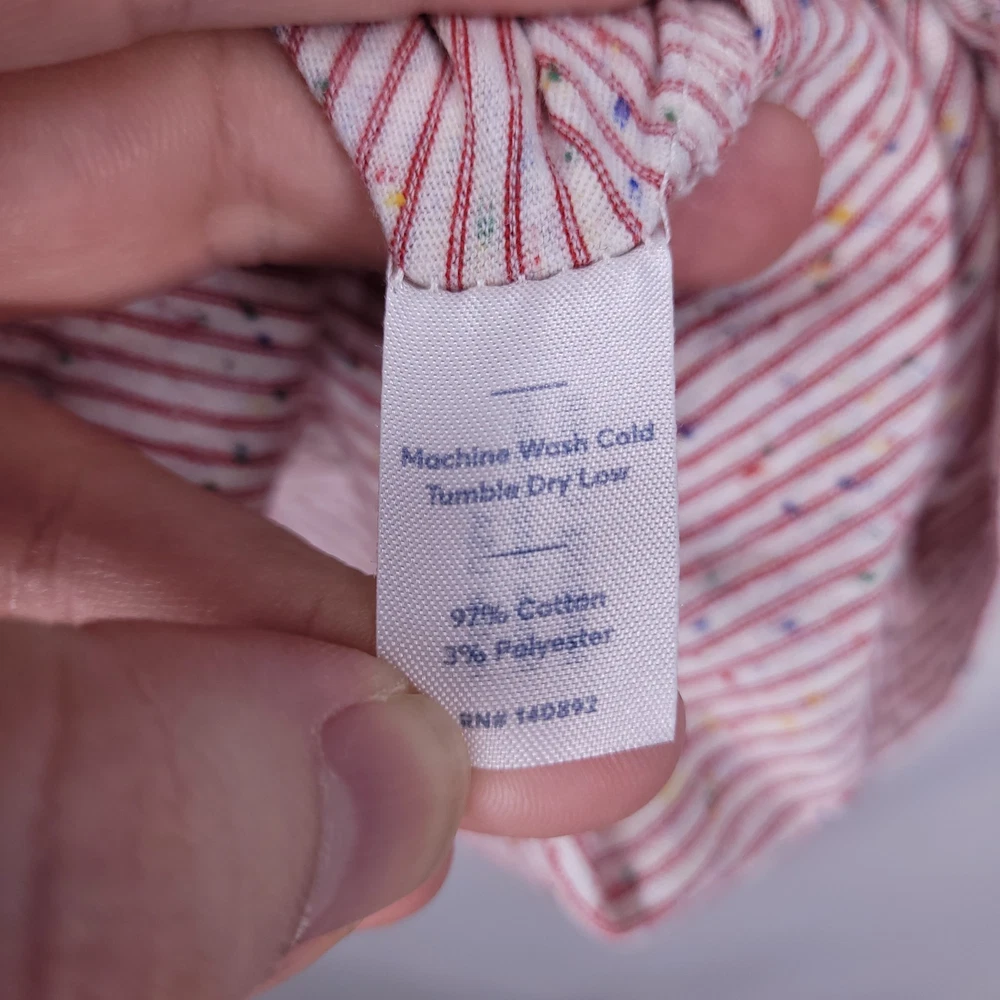 Machine Wash Cold
Tumble Dry Low
97% Cotton
3% Polyester
RN# 140892